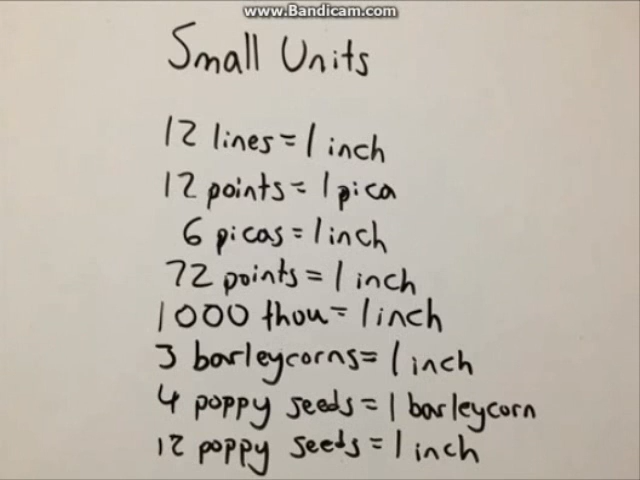 www.Bandicam.com
Small Units
12 lines = 1 inch
12 points = 1 pica
6 picas = 1 inch
72 points = 1 inch
1000 thou = 1 inch
3 barleycorns = 1 inch
4 poppy seeds = 1 barleycorn
12 poppy seeds = 1 inch